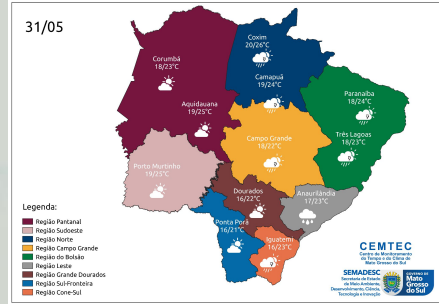 31/05
Coxim
20/26°C
Corumbá
18/23°C
Camapuã
19/24°C
Paranaíba
18/24°C
Aquidauana
19/25°C
Três Lagoas
18/23°C
Campo Grande
18/22°C
Porto Murtinho
19/25°C
Dourados
16/22°C
Anaurilândia
17/23°C
Ponta Porã
16/21°C
Iguatemi
16/23°C
Legenda:
Região Pantanal
Região Sudoeste
Região Norte
Região Campo Grande
Região do Bolsão
Região Leste
Região Grande Dourados
Região Sul-Fronteira
Região Cone-Sul
CEMTEC
Centro de Monitoramento
do Tempo e do Clima de
Mato Grosso do Sul
SEMADESC
Secretaria de Estado
de Meio Ambiente,
Desenvolvimento, Ciência,
Tecnologia e Inovação
GOVERNO DE
Mato
Grosso
do Sul